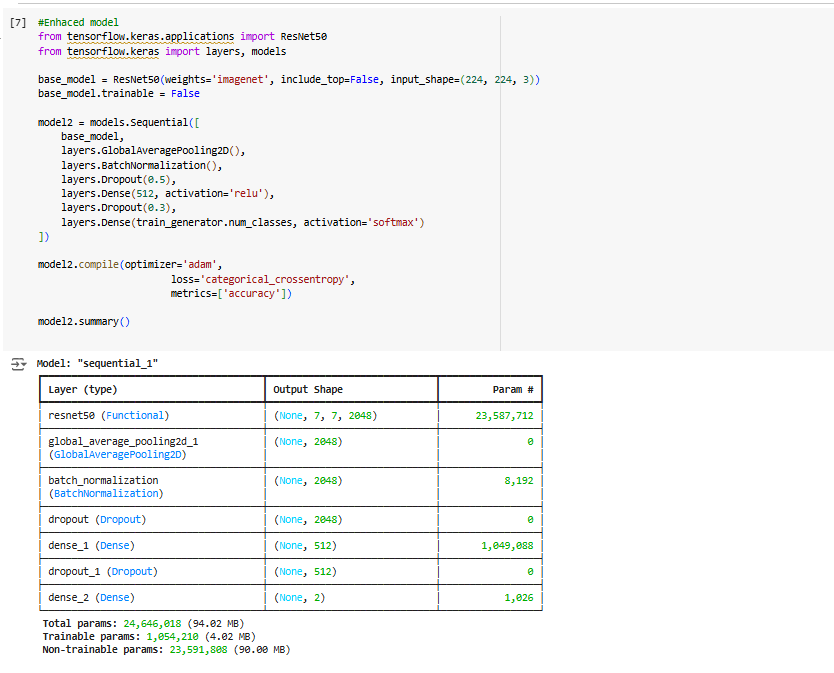 [7] #Enhaced model
from tensorflow.keras.applications import ResNet50
from tensorflow.keras import layers, models
base_model = ResNet50(weights='imagenet', include_top=False, input_shape=(224, 224, 3))
base_model.trainable = False
model2 = models.Sequential([
base_model,
layers.GlobalAveragePooling2D(),
layers.BatchNormalization(),
layers.Dropout(0.5),
layers.Dense(512, activation='relu'),
layers.Dropout(0.3),
layers.Dense(train_generator.num_classes, activation='softmax')
])
model2.compile(optimizer='adam',
loss='categorical_crossentropy',
metrics=['accuracy'])
model2.summary()
Model: "sequential_1"
Layer (type) Output Shape Param #
resnet50 (Functional) (None, 7, 7, 2048) 23,587,712
global_average_pooling2d_1 (None, 2048) 0
(GlobalAveragePooling2D)
batch_normalization (None, 2048) 8,192
(BatchNormalization)
dropout (Dropout) (None, 2048) 0
dense_1 (Dense) (None, 512) 1,049,088
dropout_1 (Dropout) (None, 512) 0
dense_2 (Dense) (None, 2) 1,026
Total params: 24,646,018 (94.02 MB)
Trainable params: 1,054,210 (4.02 MB)
Non-trainable params: 23,591,808 (90.00 MB)